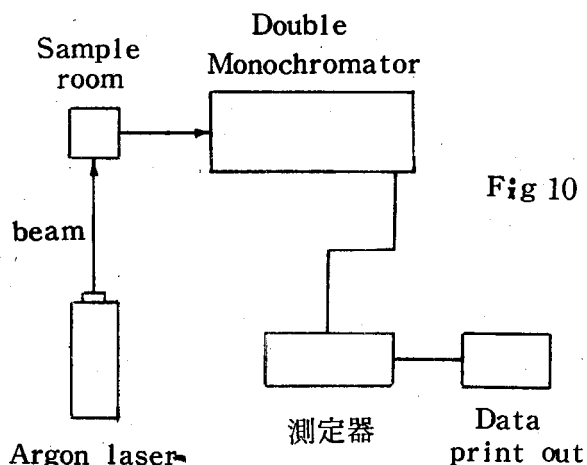 Double
Monochromator
Sample
room
Fig 10
beam
測定器
Data
print out
Argon laser